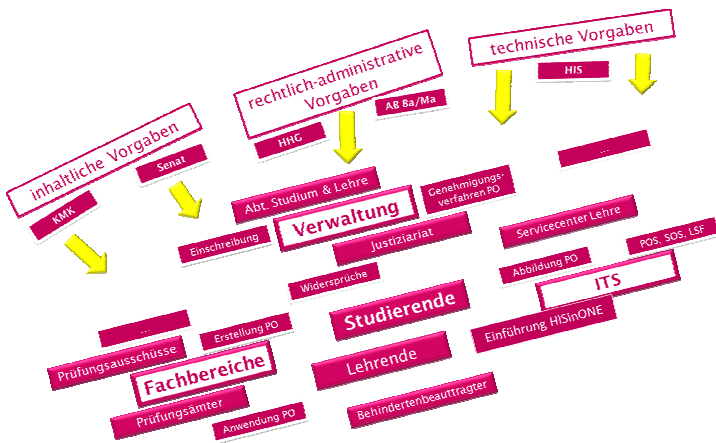 technische Vorgaben
HIS
rechtlich-administrative
Vorgaben
AB Ba/Ma
HHG
inhaltliche Vorgaben
Senat
KMK
...
Abt. Studium & Lehre
Genehmigungs-
verfahren PO
Verwaltung
Einschreibung
Justiziariat
Servicecenter Lehre
POS, SOS, LSF
Abbildung PO
ITS
Widersprüche
Studierende
Einführung HISinONE
...
Erstellung PO
Prüfungsausschüsse
Fachbereiche
Lehrende
Prüfungsämter
Anwendung PO
Behindertenbeauttragter